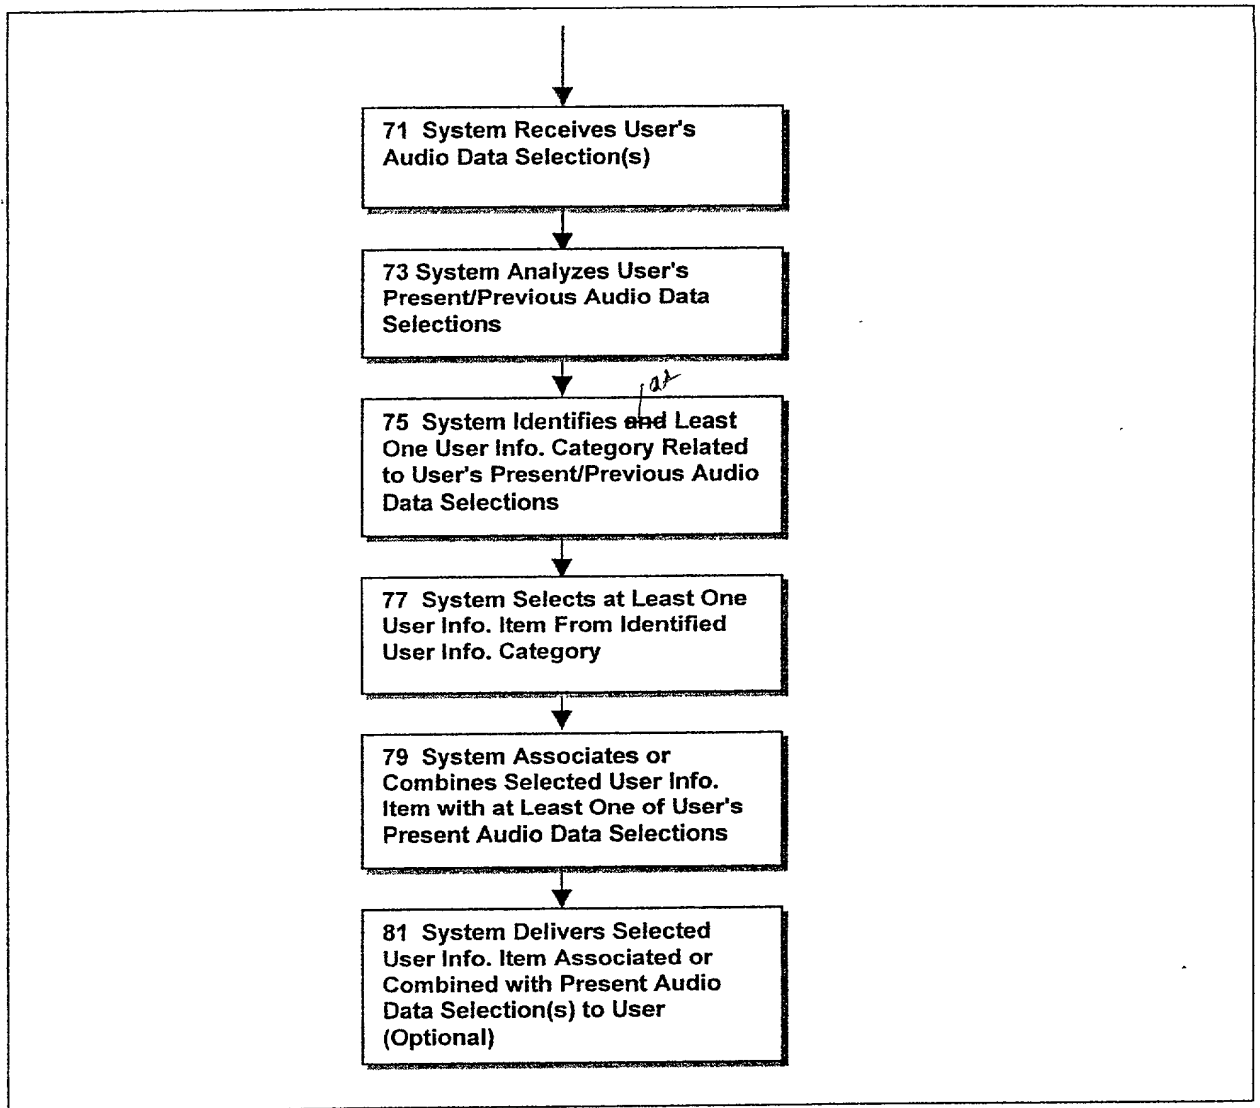 71 System Receives User's
Audio Data Selection(s)
73 System Analyzes User's
Present/Previous Audio Data
Selections
75 System Identifies and Least
One User Info. Category Related
to User's Present/Previous Audio
Data Selections
77 System Selects at Least One
User Info. Item From Identified
User Info. Category
79 System Associates or
Combines Selected User Info.
Item with at Least One of User's
Present Audio Data Selections
81 System Delivers Selected
User Info. Item Associated or
Combined with Present Audio
Data Selection(s) to User
(Optional)